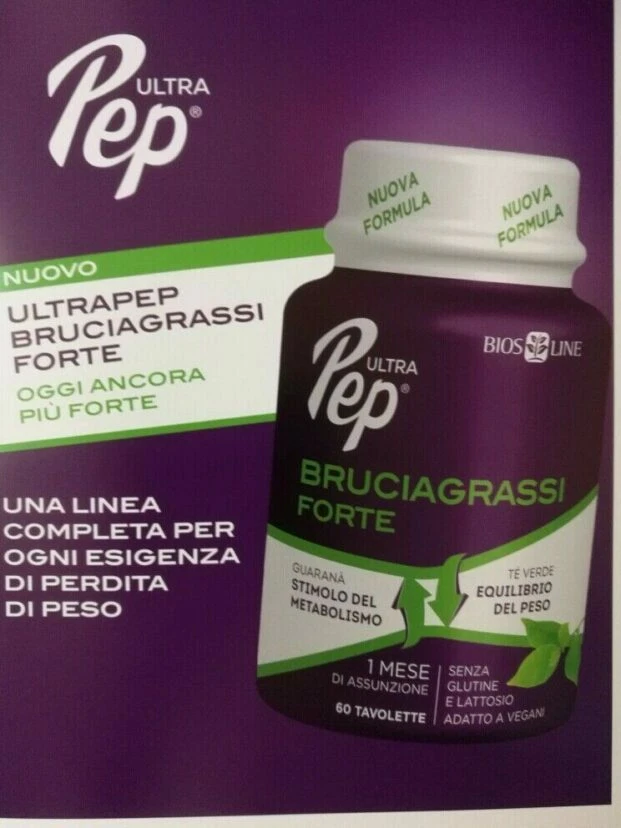 ULTRA
Pep®
NUOVO
ULTRAPEP
BRUCIAGRASSI
FORTE
OGGI ANCORA
PIÙ FORTE
UNA LINEA
COMPLETA PER
OGNI ESIGENZA
DI PERDITA
DI PESO
NUOVA
FORMULA
NUOVA
FORMULA
BIOS LINE
ULTRA
Pep®
BRUCIAGRASSI
FORTE
GUARANÀ
STIMOLO DEL
METABOLISMO
TÉ VERDE
EQUILIBRIO
DEL PESO
1 MESE
DI ASSUNZIONE
60 TAVOLETTE
SENZA
GLUTINE
E LATTOSIO
ADATTO A VEGANI